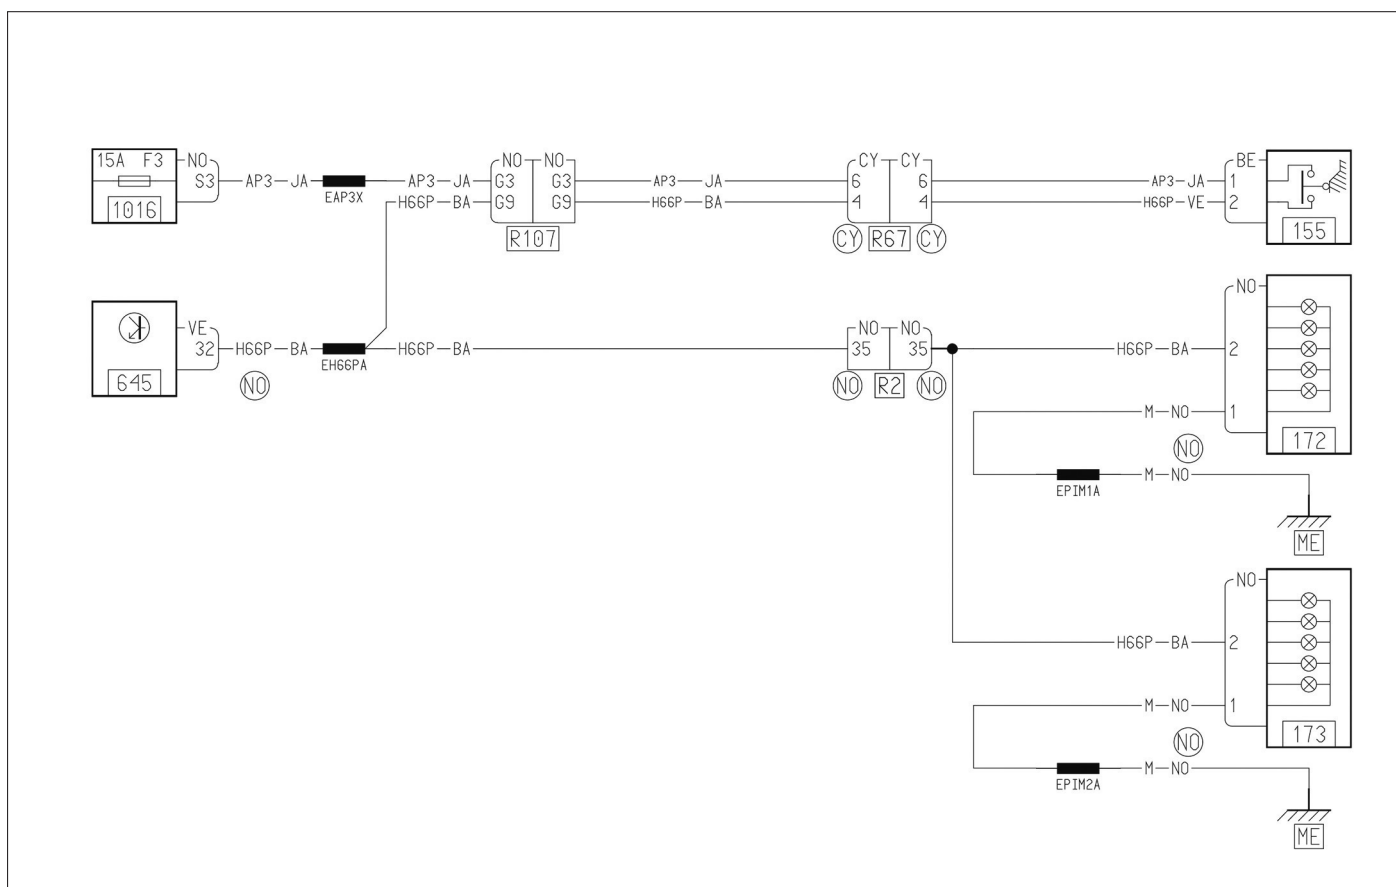 15A F3 NO NO NO CY CY BE
S3 AP3 JA AP3 JA G3 G3 AP3 JA 6 6 AP3 JA 1
EAP3X
1016 H66P BA G9 G9 H66P BA 4 4 H66P VE 2
R107 CY R67 CY 155
NO
VE NO NO
32 H66P BA H66P BA 35 35 H66P BA 2
EH66PA
645 NO NO R2 NO
M NO 1
172
NO
M NO
EPIM1A
ME
NO
H66P BA 2
M NO 1
173
NO
M NO
EPIM2A
ME